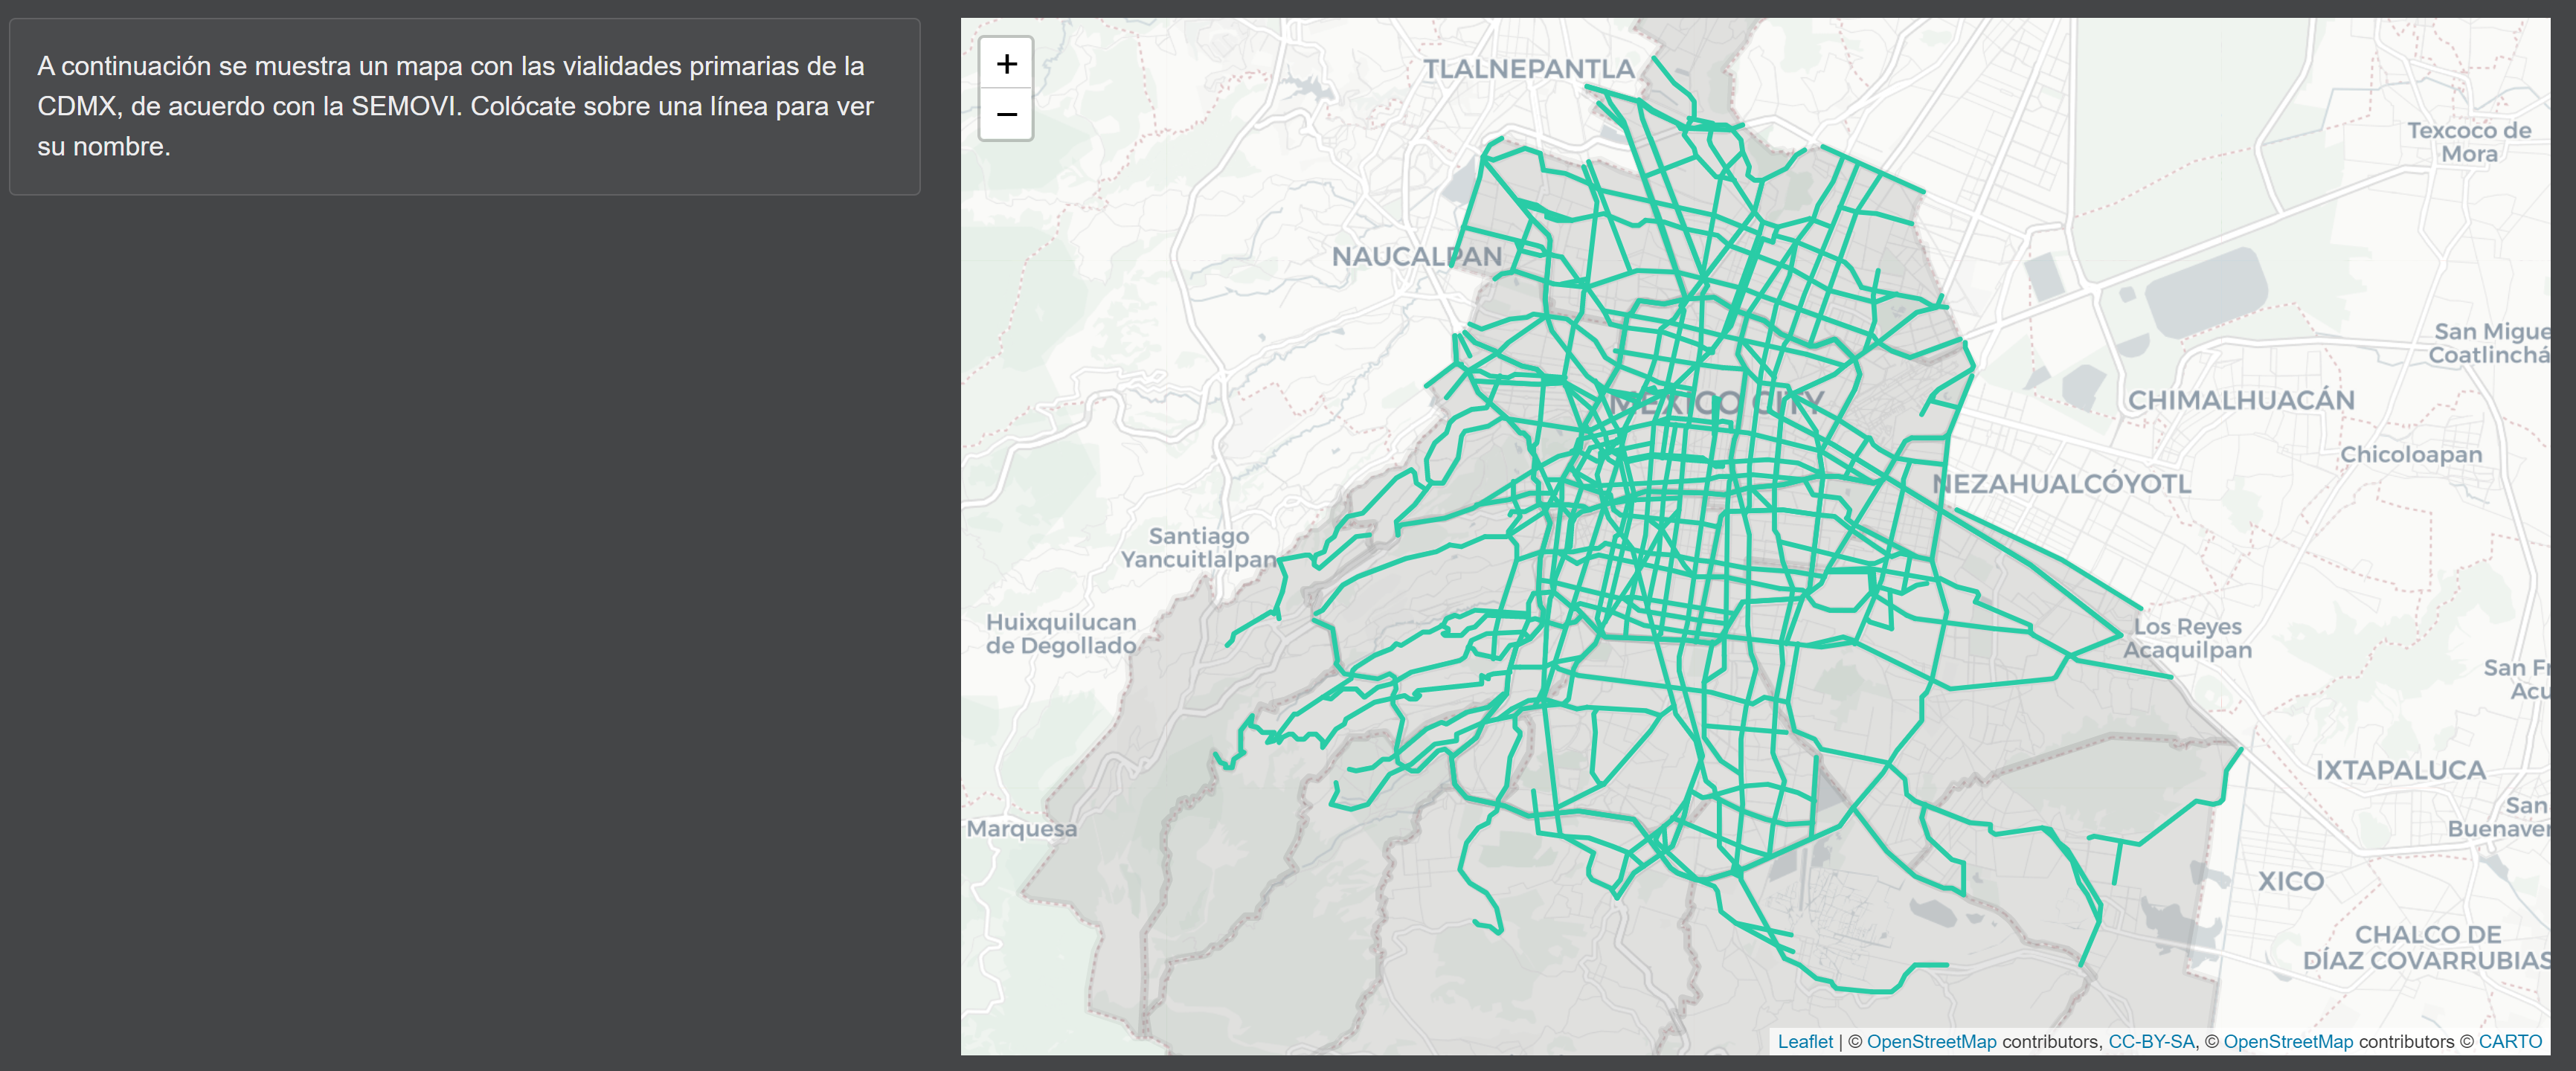 A continuación se muestra un mapa con las vialidades primarias de la
CDMX, de acuerdo con la SEMOVI. Colócate sobre una línea para ver
su nombre.
+
−
TLALNEPANTLA
Texcoco de
Mora
NAUCALPAN
San Migue
Coatlinchá
MEXICO CITY
CHIMALHUACÁN
Chicoloapan
NEZAHUALCÓYOTL
Santiago
Yancuitlalpan
Huixquilucan
de Degollado
Los Reyes
Acaquilpan
San F
Acu
IXTAPALUCA
San
Buenave
Marquesa
XICO
CHALCO DE
DÍAZ COVARRUBIAS
Leaflet | © OpenStreetMap contributors, CC-BY-SA, © OpenStreetMap contributors © CARTO